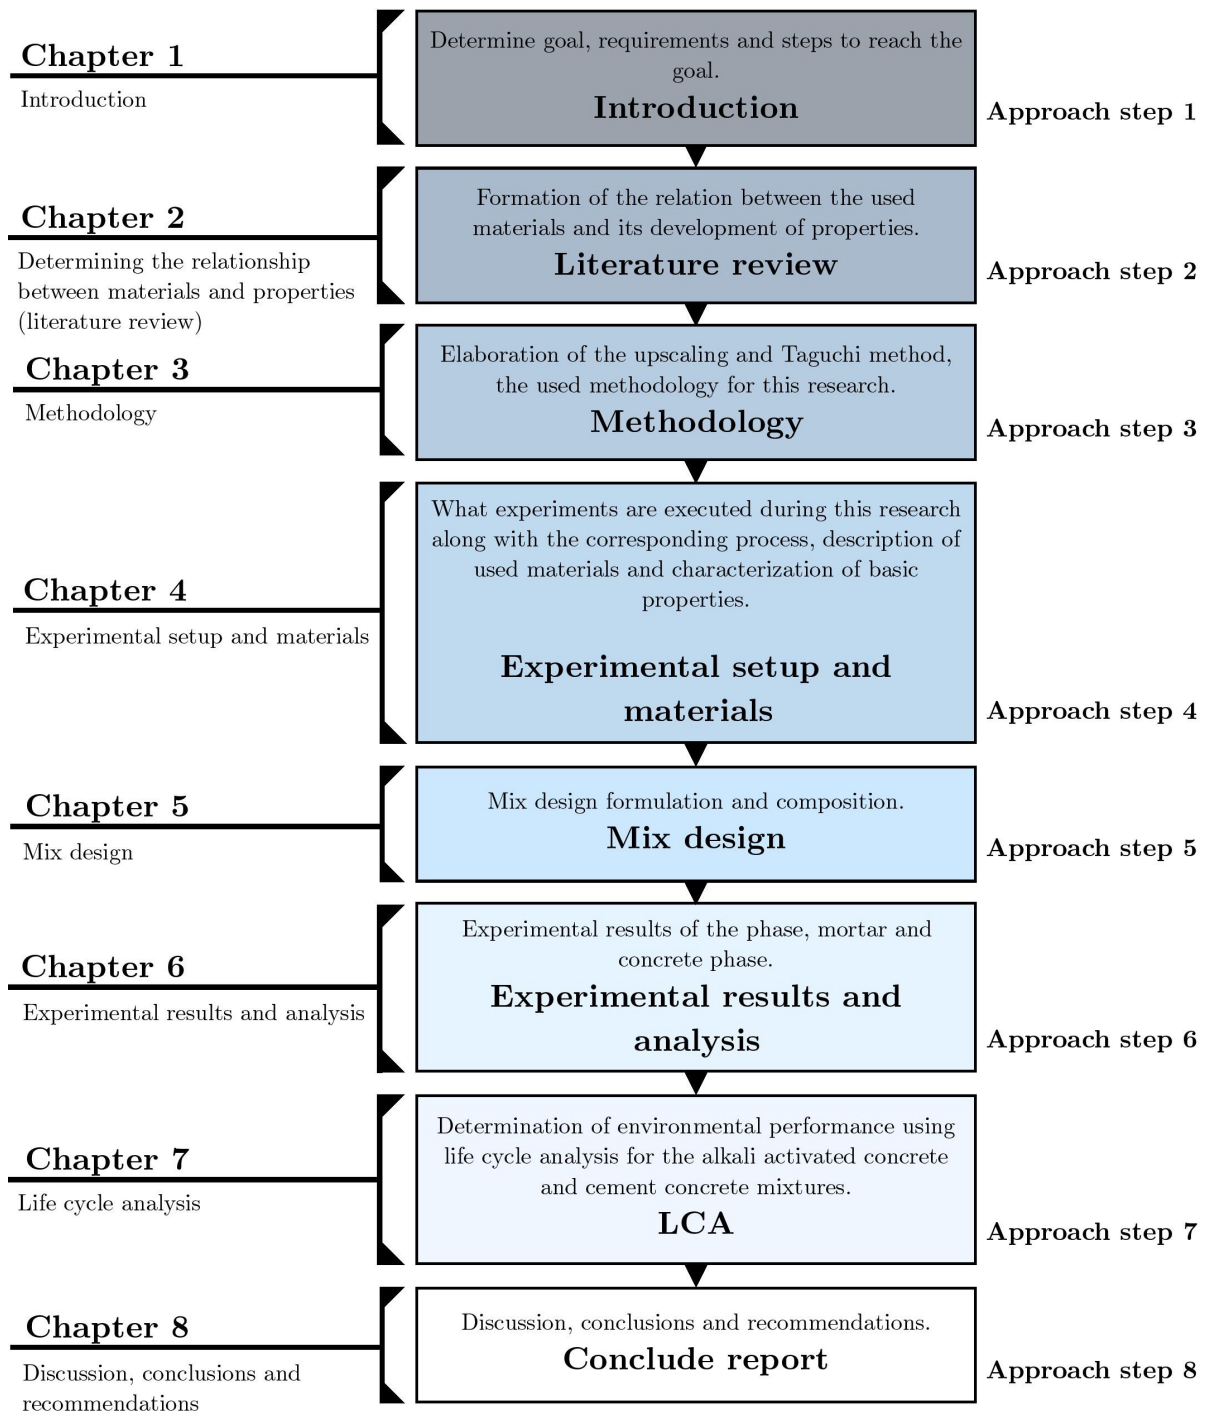 Chapter 1
Introduction
Determine goal, requirements and steps to reach the
goal.
Introduction
Approach step 1
Chapter 2
Determining the relationship
between materials and properties
(literature review)
Formation of the relation between the used
materials and its development of properties.
Literature review
Approach step 2
Chapter 3
Methodology
Elaboration of the upscaling and Taguchi method,
the used methodology for this research.
Methodology
Approach step 3
Chapter 4
Experimental setup and materials
What experiments are executed during this research
along with the corresponding process, description of
used materials and characterization of basic
properties.
Experimental setup and
materials
Approach step 4
Chapter 5
Mix design
Mix design formulation and composition.
Mix design
Approach step 5
Chapter 6
Experimental results and analysis
Experimental results of the phase, mortar and
concrete phase.
Experimental results and
analysis
Approach step 6
Chapter 7
Life cycle analysis
Determination of environmental performance using
life cycle analysis for the alkali activated concrete
and cement concrete mixtures.
LCA
Approach step 7
Chapter 8
Discussion, conclusions and
recommendations
Discussion, conclusions and recommendations.
Conclude report
Approach step 8